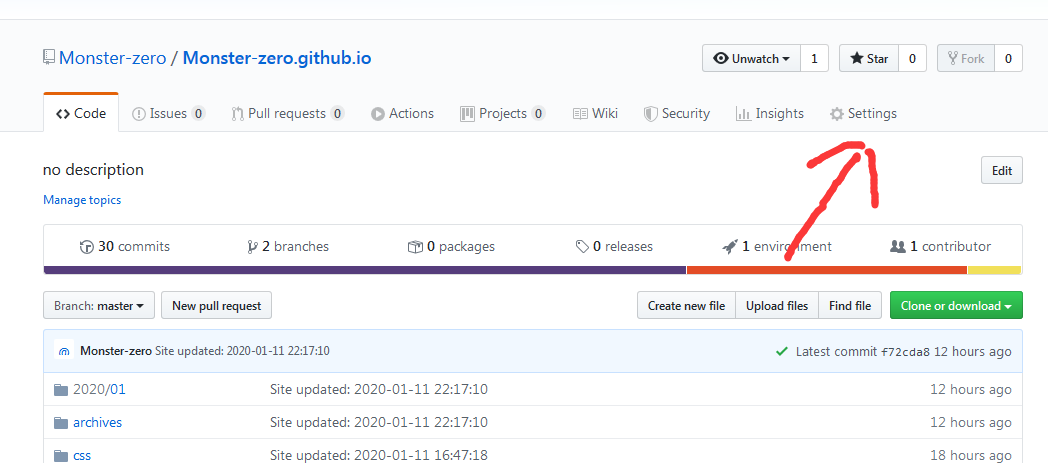 Monster-zero / Monster-zero.github.io Unwatch 1 Star 0 Fork 0
Code Issues 0 Pull requests 0 Actions Projects 0 Wiki Security Insights Settings
no description Edit
Manage topics
30 commits 2 branches 0 packages 0 releases 1 environment 1 contributor
Branch: master New pull request Create new file Upload files Find file Clone or download
Monster-zero Site updated: 2020-01-11 22:17:10 Latest commit f72cda8 12 hours ago
2020/01 Site updated: 2020-01-11 22:17:10 12 hours ago
archives Site updated: 2020-01-11 22:17:10 12 hours ago
css Site updated: 2020-01-11 16:47:18 18 hours ago